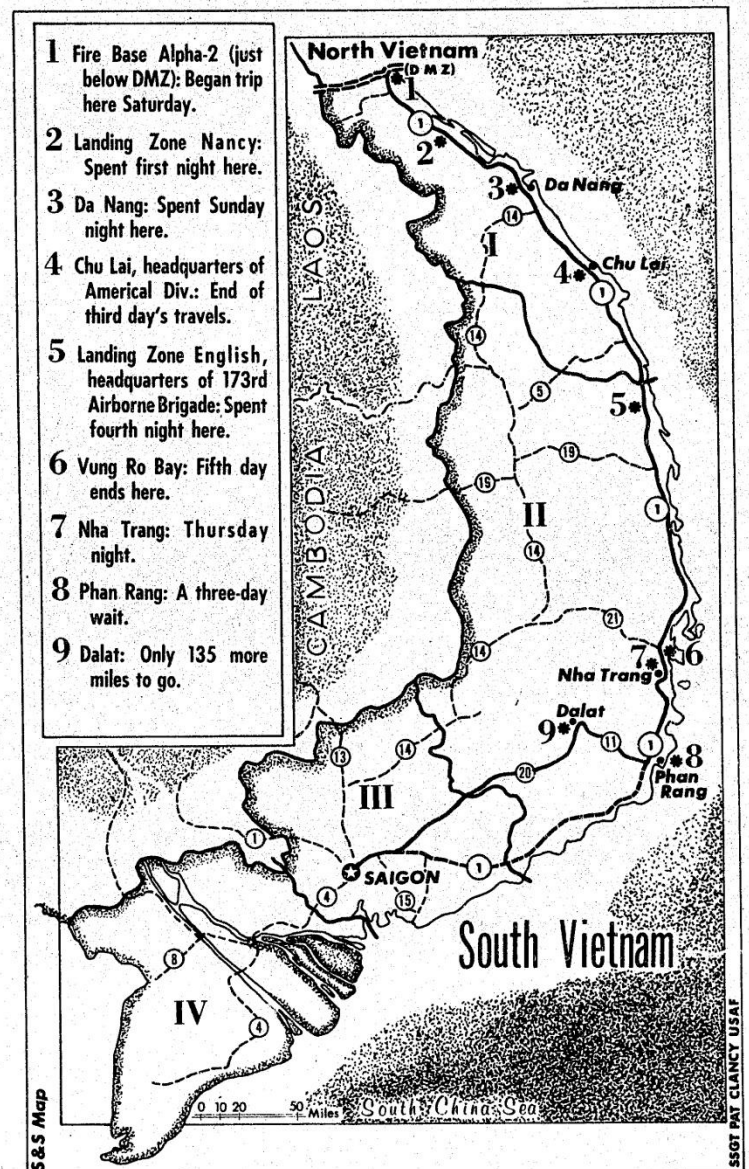 1 Fire Base Alpha-2 (just
below DMZ): Began trip
here Saturday.
2 Landing Zone Nancy:
Spent first night here.
3 Da Nang: Spent Sunday
night here.
4 Chu Lai, headquarters of
Americal Div.: End of
third day's travels.
5 Landing Zone English,
headquarters of 173rd
Airborne Brigade: Spent
fourth night here.
6 Vung Ro Bay: Fifth day
ends here.
7 Nha Trang: Thursday
night.
8 Phan Rang: A three-day
wait.
9 Dalat: Only 135 more
miles to go.
North Vietnam
(DMZ)
1
1
2
3
Da Nang
14
I
LAOS
Chu Lai
4
1
14
5
5
CAMBODIA
19
19
II
1
14
21
14
7
6
Nha Trang
Dalat
9
11
1
8
Phan
Rang
13
14
20
III
1
SAIGON
1
4
15
South Vietnam
8
IV
4
0 10 20 50 Miles
South China Sea
S&S Map
SSGT PAT CLANCY USAF